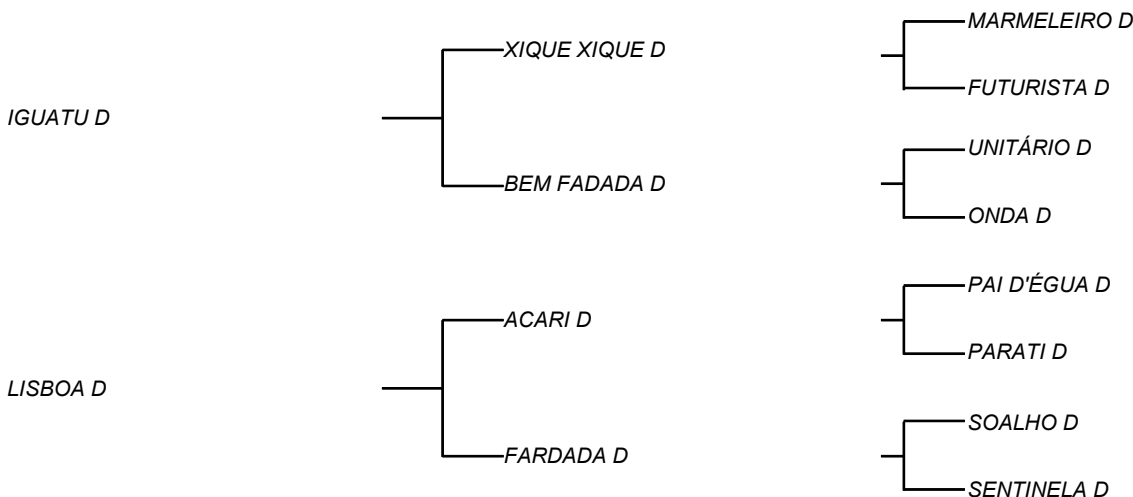 MARMELEIRO D
XIQUE XIQUE D
FUTURISTA D
IGUATU D
UNITÁRIO D
BEM FADADA D
ONDA D
PAI D'ÉGUA D
ACARI D
PARATI D
LISBOA D
SOALHO D
FARDADA D
SENTINELA D